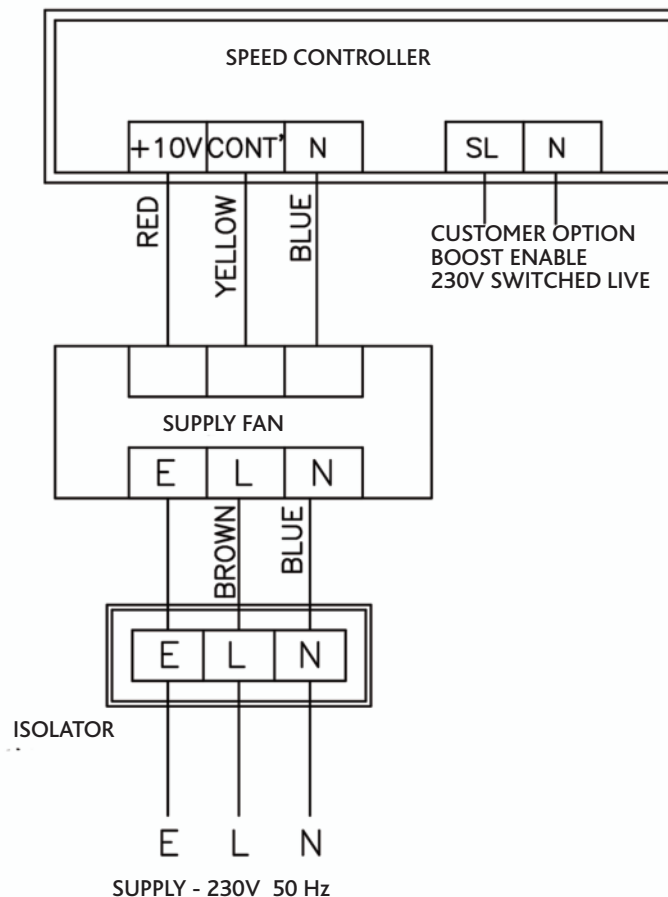 SPEED CONTROLLER
+10V CONT' N SL N
RED
YELLOW
BLUE
CUSTOMER OPTION
BOOST ENABLE
230V SWITCHED LIVE
SUPPLY FAN
E L N
BROWN
BLUE
E L N
ISOLATOR
E L N
SUPPLY - 230V 50 Hz